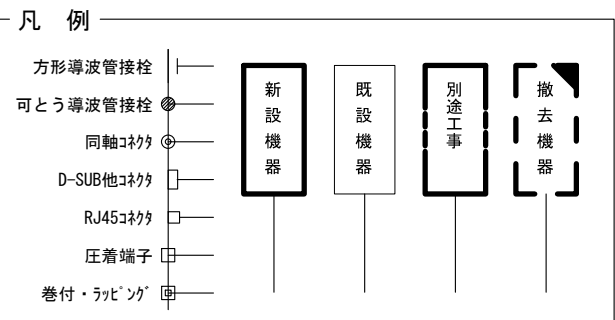 凡 例
方形導波管接栓
可とう導波管接栓
同軸ｺﾈｸﾀ
D-SUB他ｺﾈｸﾀ
RJ45ｺﾈｸﾀ
圧着端子
巻付・ﾗｯﾋﾟﾝｸﾞ
新設機器
既設機器
別途工事
撤去機器